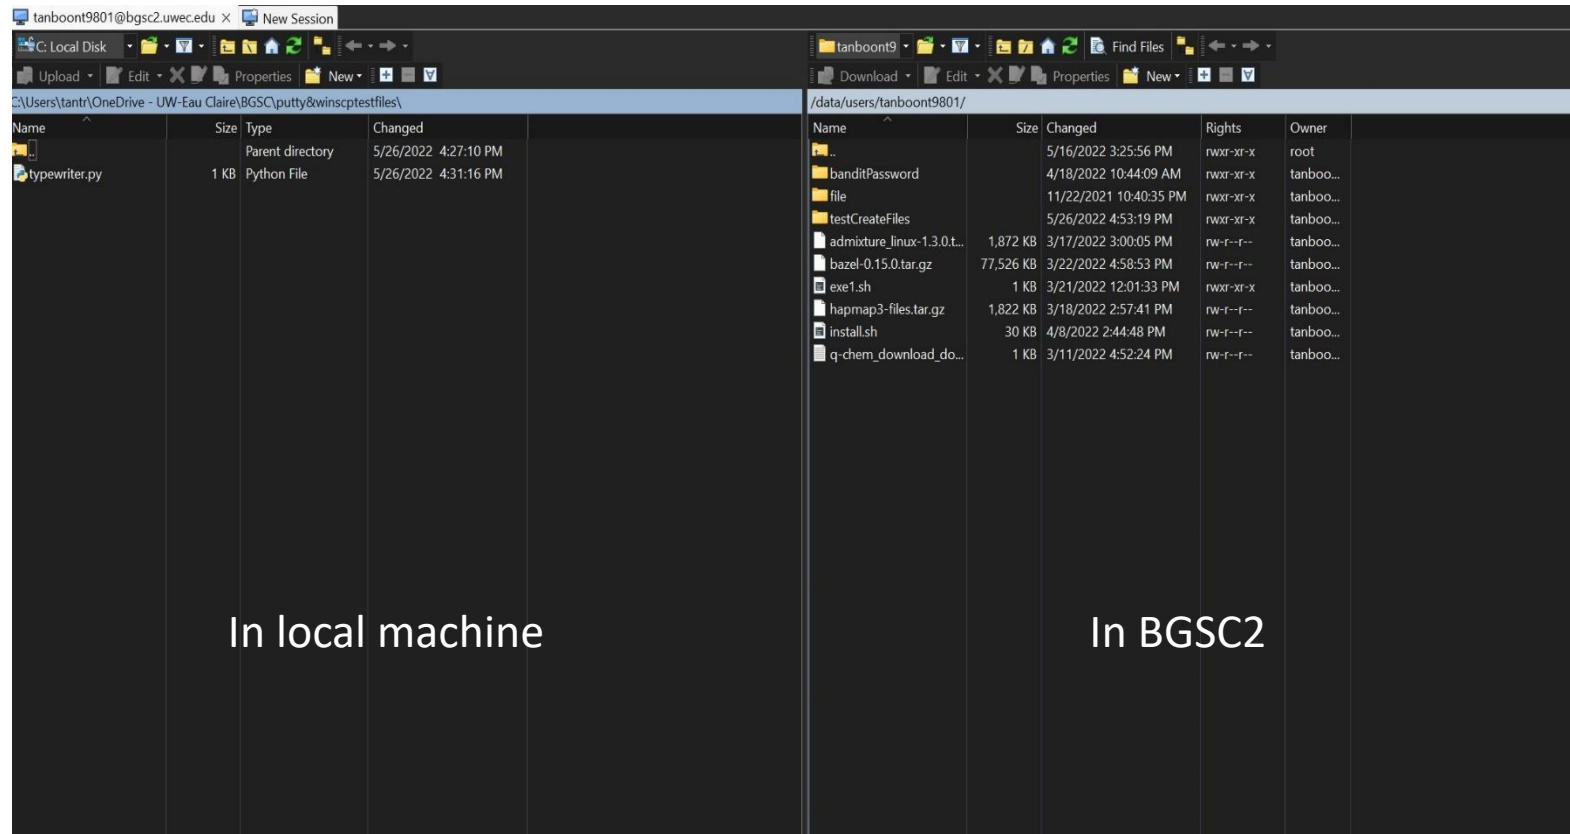 tanboont9801@bgsc2.uwec.edu × New Session
C: Local Disk
Upload Edit Properties New
C:\Users\tantr\OneDrive - UW-Eau Claire\BGSC\putty&winscptestfiles\
Name Size Type Changed
.. Parent directory 5/26/2022 4:27:10 PM
typewriter.py 1 KB Python File 5/26/2022 4:31:16 PM
In local machine
tanboont9 Find Files
Download Edit Properties New
/data/users/tanboont9801/
Name Size Changed Rights Owner
.. 5/16/2022 3:25:56 PM rwxr-xr-x root
banditPassword 4/18/2022 10:44:09 AM rwxr-xr-x tanboo...
file 11/22/2021 10:40:35 PM rwxr-xr-x tanboo...
testCreateFiles 5/26/2022 4:53:19 PM rwxr-xr-x tanboo...
admixture_linux-1.3.0.t... 1,872 KB 3/17/2022 3:00:05 PM rw-r--r-- tanboo...
bazel-0.15.0.tar.gz 77,526 KB 3/22/2022 4:58:53 PM rw-r--r-- tanboo...
exe1.sh 1 KB 3/21/2022 12:01:33 PM rwxr-xr-x tanboo...
hapmap3-files.tar.gz 1,822 KB 3/18/2022 2:57:41 PM rw-r--r-- tanboo...
install.sh 30 KB 4/8/2022 2:44:48 PM rw-r--r-- tanboo...
q-chem_download_do... 1 KB 3/11/2022 4:52:24 PM rw-r--r-- tanboo...
In BGSC2